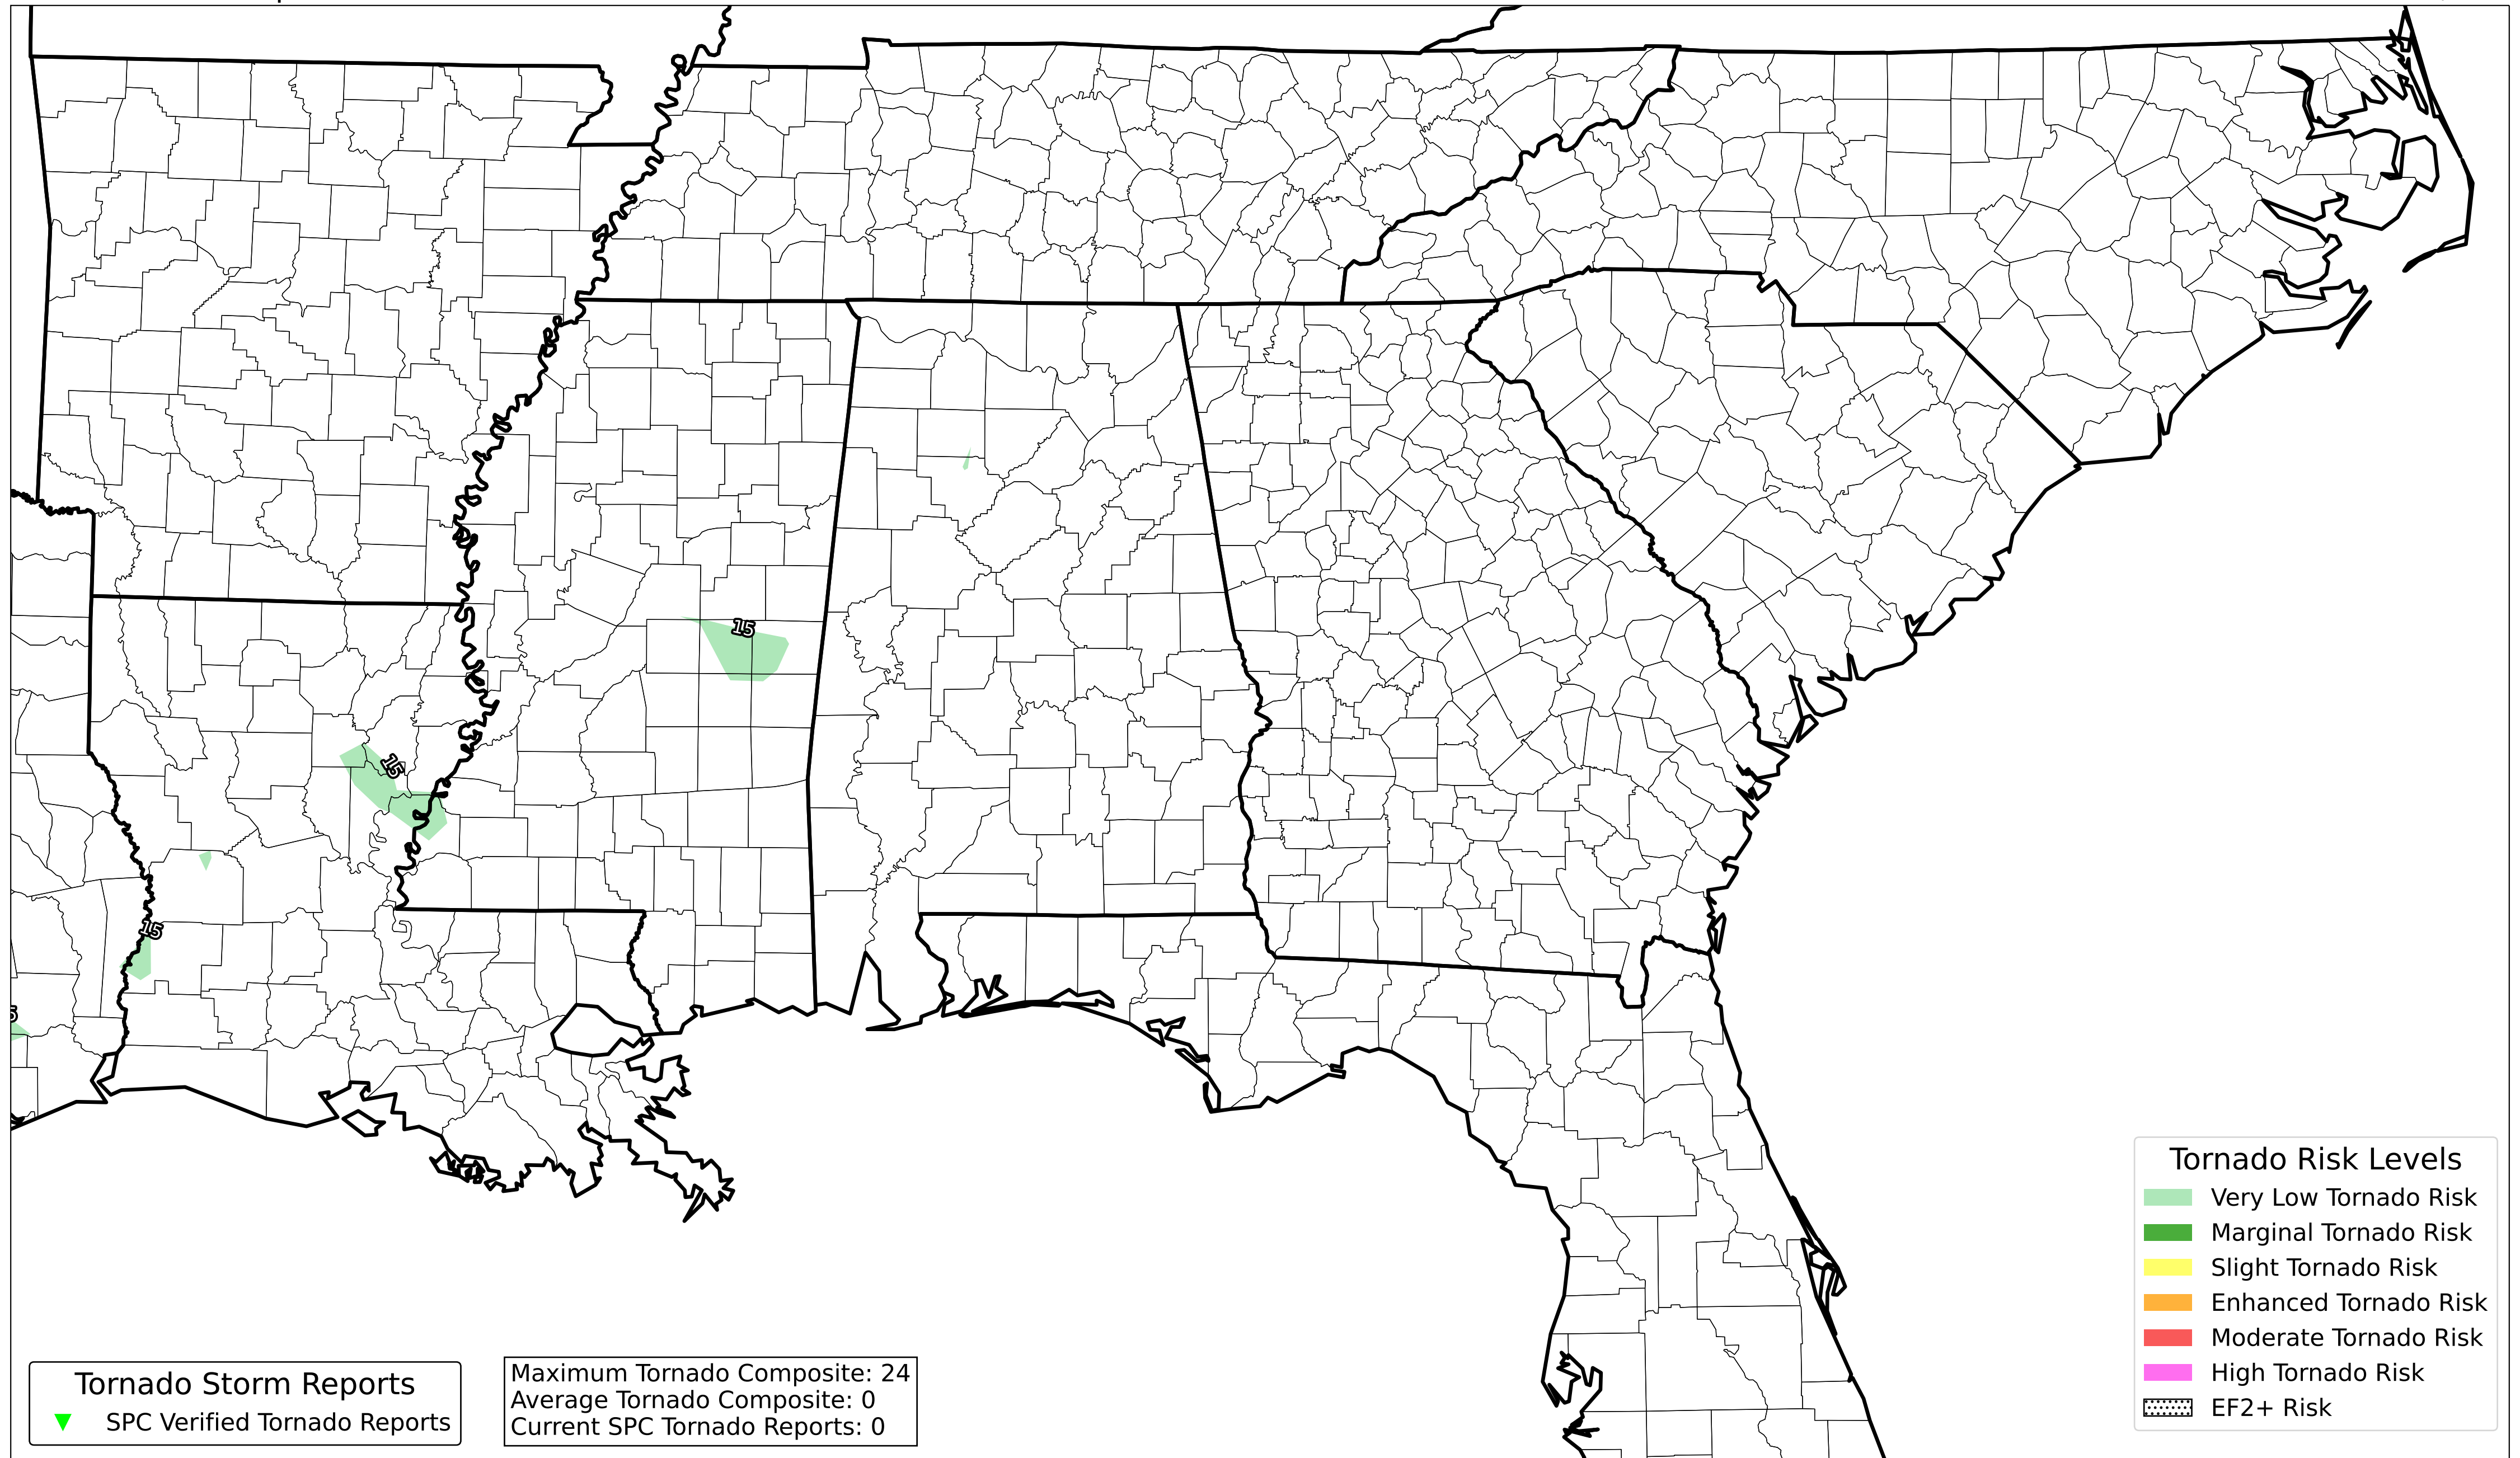 15
15
15
5
Tornado Risk Levels
Very Low Tornado Risk
Marginal Tornado Risk
Slight Tornado Risk
Enhanced Tornado Risk
Moderate Tornado Risk
High Tornado Risk
EF2+ Risk
Tornado Storm Reports
SPC Verified Tornado Reports
Maximum Tornado Composite: 24
Average Tornado Composite: 0
Current SPC Tornado Reports: 0